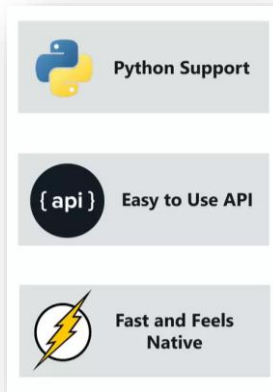 Python Support
{ api }
Easy to Use API
Fast and Feels
Native